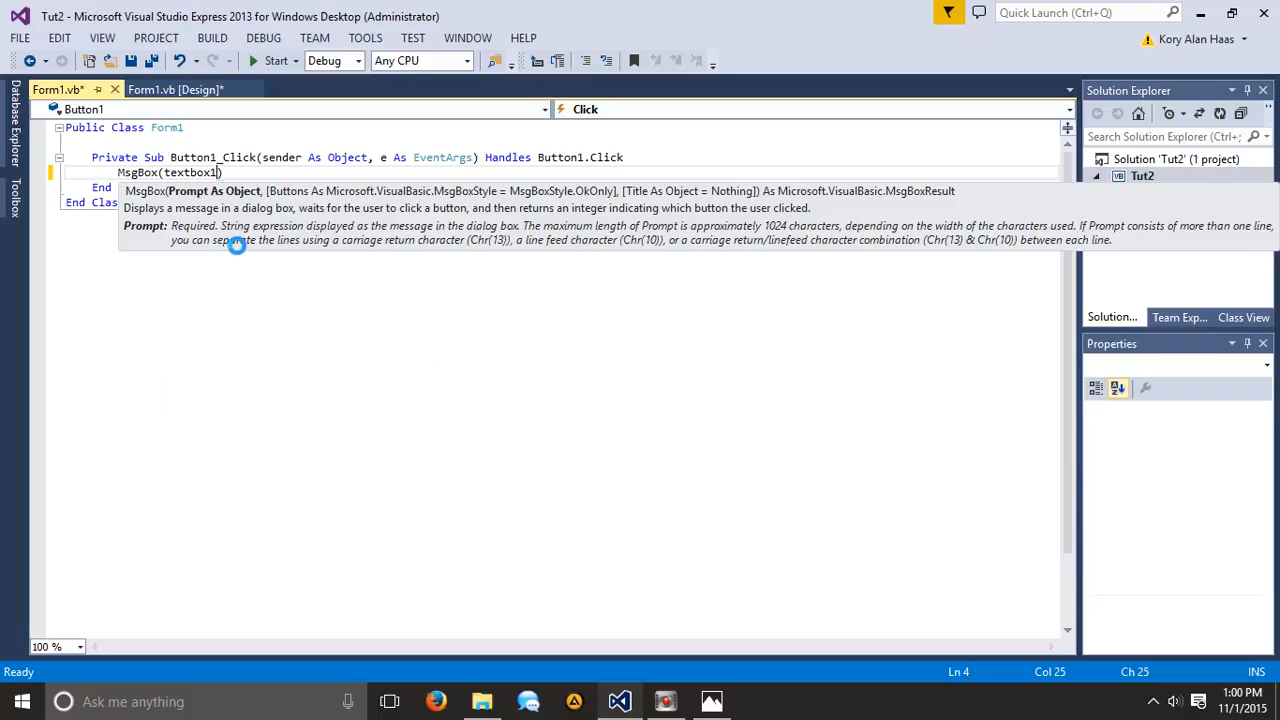 Tut2 - Microsoft Visual Studio Express 2013 for Windows Desktop (Administrator)
Quick Launch (Ctrl+Q)
FILE EDIT VIEW PROJECT BUILD DEBUG TEAM TOOLS TEST WINDOW HELP
Kory Alan Haas
Start Debug Any CPU
Form1.vb* Form1.vb [Design]*
Solution Explorer
Button1 Click
Database Explorer
Toolbox
Public Class Form1
Search Solution Explorer (Ctrl+;)
Private Sub Button1_Click(sender As Object, e As EventArgs) Handles Button1.Click
Solution 'Tut2' (1 project)
MsgBox(textbox1)
VB Tut2
End
MsgBox(Prompt As Object, [Buttons As Microsoft.VisualBasic.MsgBoxStyle = MsgBoxStyle.OkOnly], [Title As Object = Nothing]) As Microsoft.VisualBasic.MsgBoxResult
End Clas
Displays a message in a dialog box, waits for the user to click a button, and then returns an integer indicating which button the user clicked.
Prompt: Required. String expression displayed as the message in the dialog box. The maximum length of Prompt is approximately 1024 characters, depending on the width of the characters used. If Prompt consists of more than one line,
you can separate the lines using a carriage return character (Chr(13)), a line feed character (Chr(10)), or a carriage return/linefeed character combination (Chr(13) & Chr(10)) between each line.
Solution... Team Exp... Class View
Properties
100 %
Ready Ln 4 Col 25 Ch 25 INS
Ask me anything
1:00 PM
11/1/2015